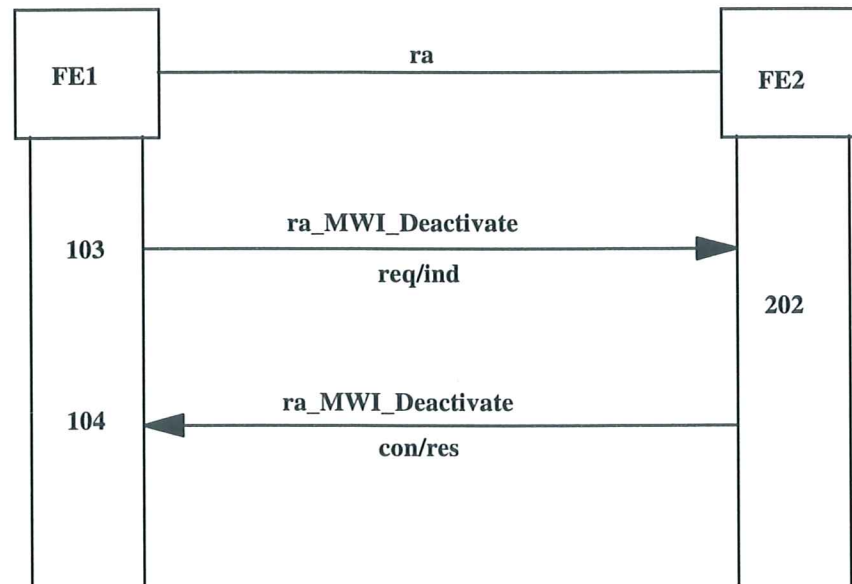 ra
FE1
FE2
ra_MWI_Deactivate
103
req/ind
202
ra_MWI_Deactivate
104
con/res